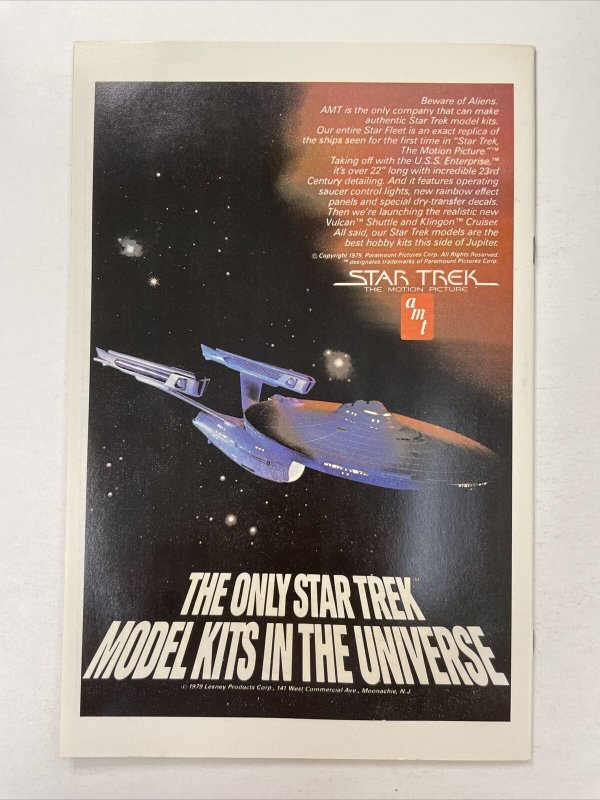 Beware of Aliens.
AMT is the only company that can make
authentic Star Trek model kits.
Our entire Star Fleet is an exact replica of
the ships seen for the first time in "Star Trek,
The Motion Picture."™
Taking off with the U.S.S. Enterprise,™
it's over 22" long with incredible 23rd
Century detailing. And it features operating
saucer control lights, new rainbow effect
panels and special dry-transfer decals.
Then we're launching the realistic new
Vulcan™ Shuttle and Klingon™ Cruiser.
All said, our Star Trek models are the
best hobby kits this side of Jupiter.
© Copyright 1979, Paramount Pictures Corp. All Rights Reserved.
™ designates trademarks of Paramount Pictures Corp.
STAR TREK
THE MOTION PICTURE
amt
THE ONLY STAR TREK™
MODEL KITS IN THE UNIVERSE
© 1979 Lesney Products Corp., 141 West Commercial Ave., Moonachie, N.J.